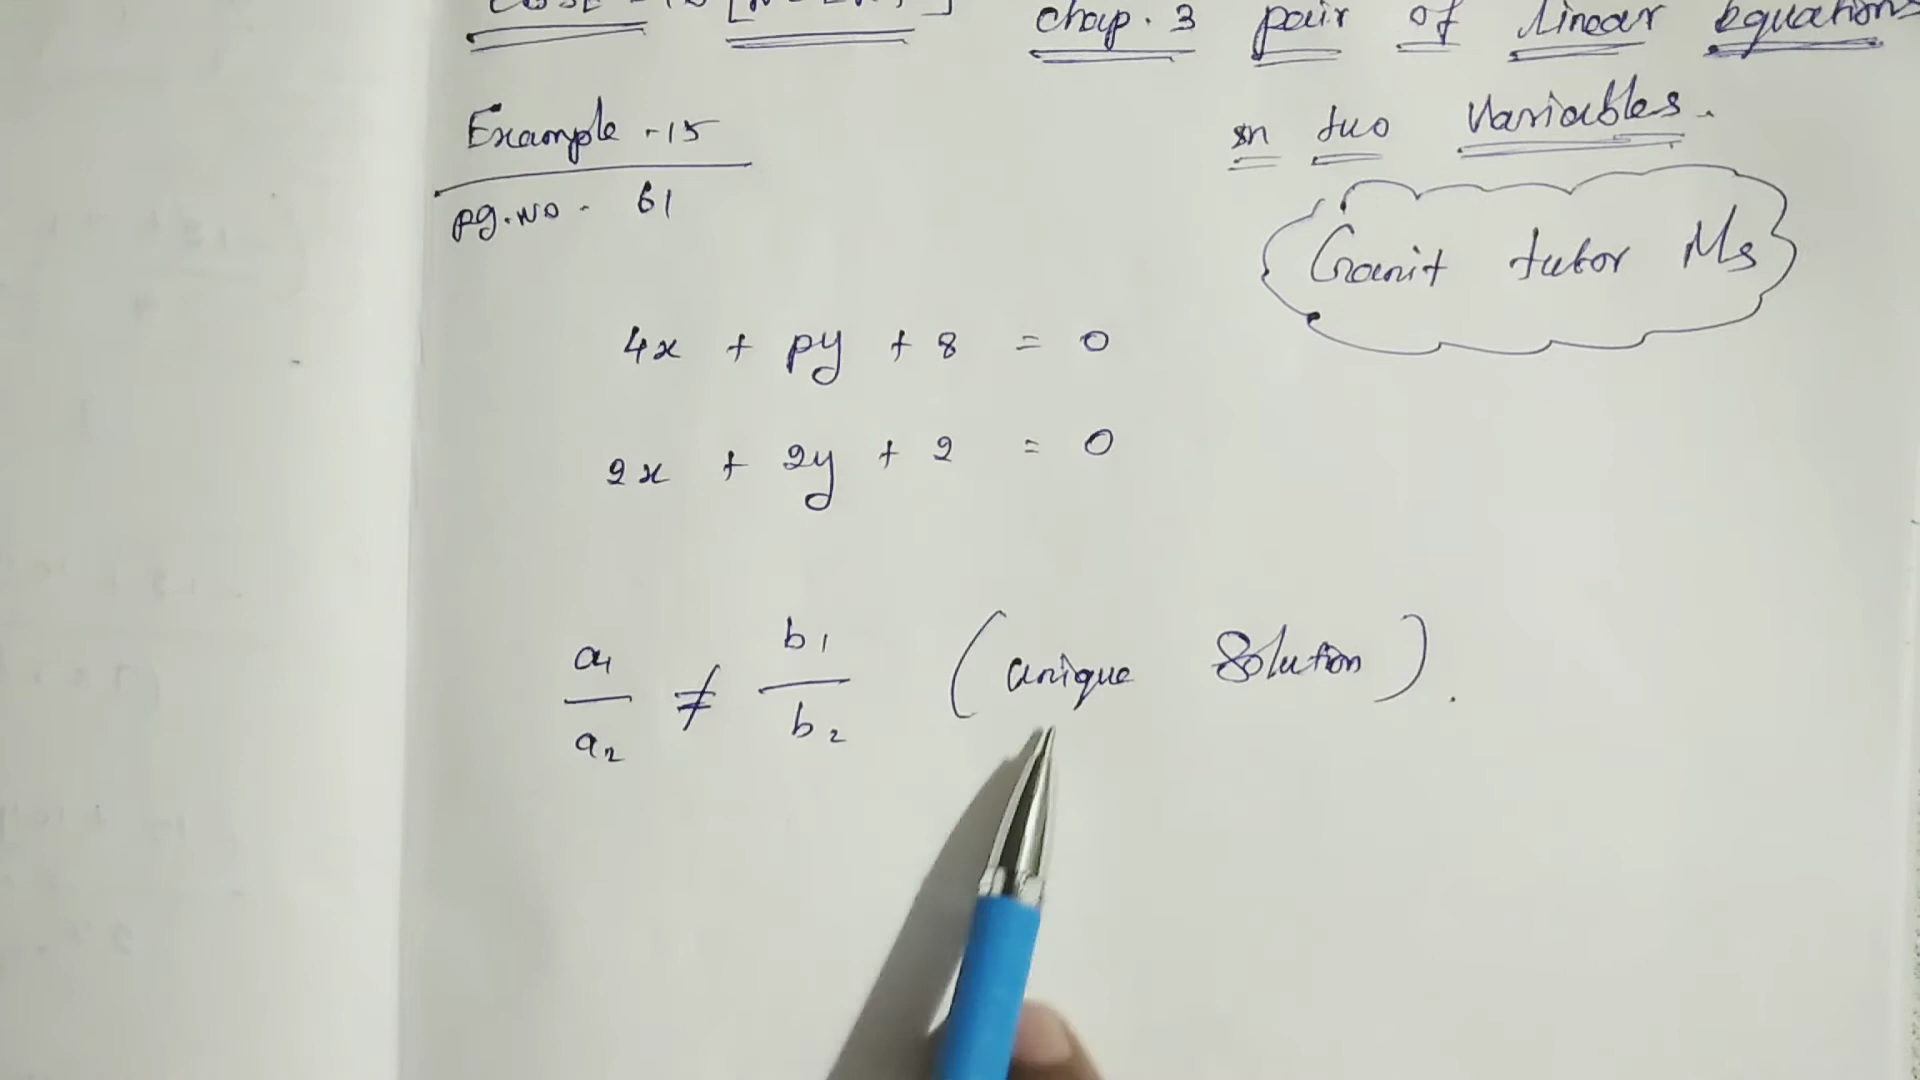 chap. 3 pair of linear Equations
in two Variables.
Example - 15
pg.No - 61
Ganit tutor Ms
4x + py + 8 = 0
2x + 2y + 2 = 0
a1/a2 ≠ b1/b2 (unique Solution).